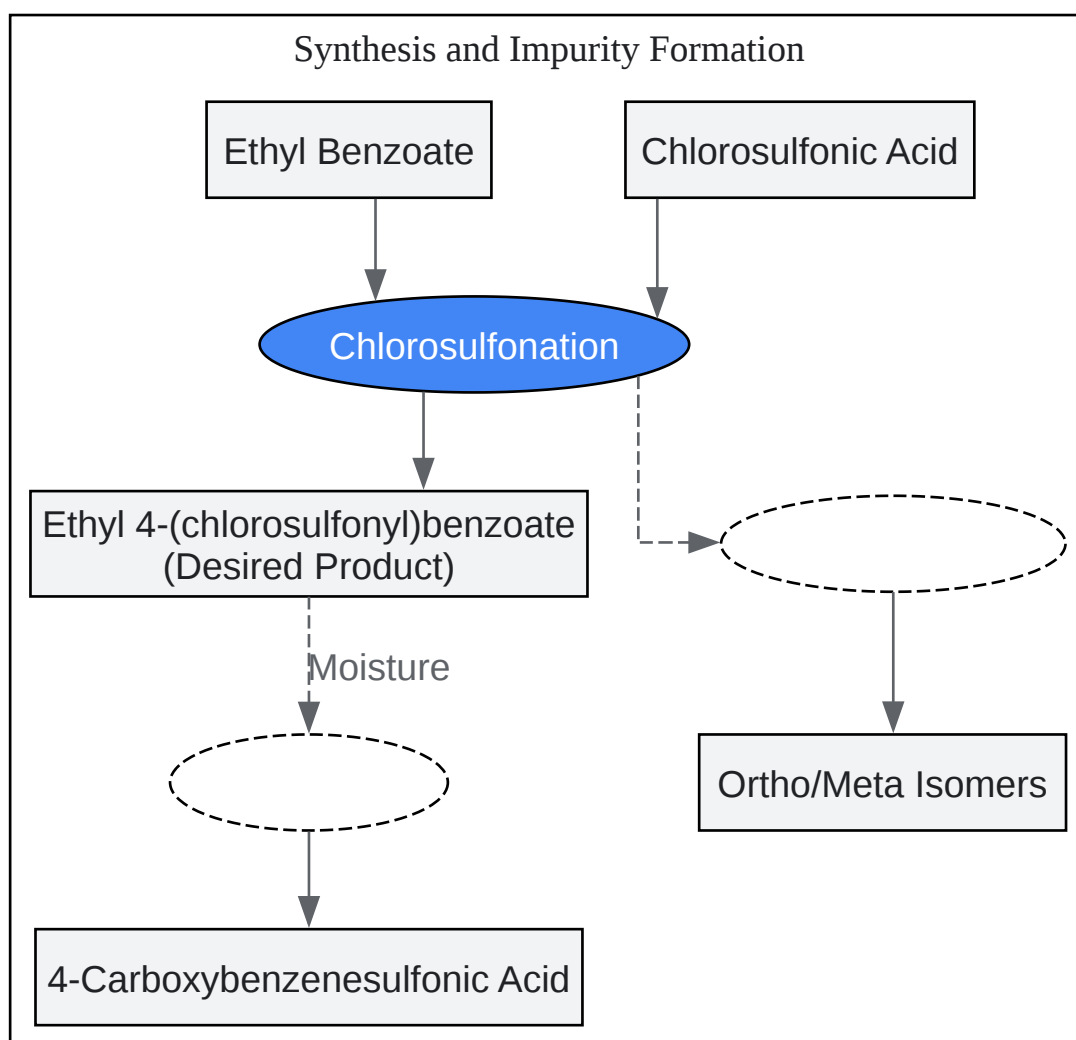 Synthesis and Impurity Formation
Ethyl Benzoate
Chlorosulfonic Acid
Chlorosulfonation
Ethyl 4-(chlorosulfonyl)benzoate
(Desired Product)
Moisture
Ortho/Meta Isomers
4-Carboxybenzenesulfonic Acid